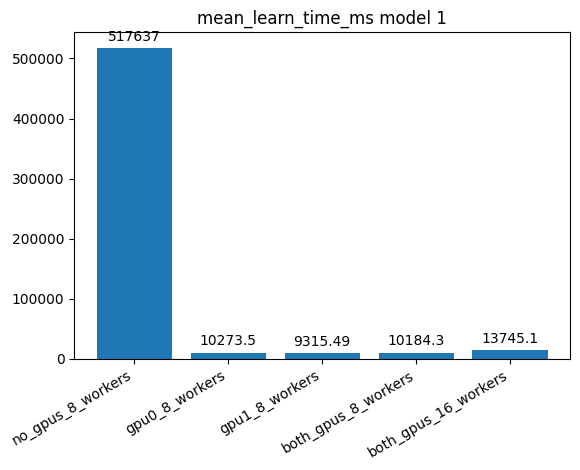 mean_learn_time_ms model 1
517637
500000
400000
300000
200000
100000
0
10273.5
9315.49
10184.3
13745.1
no_gpus_8_workers
gpu0_8_workers
gpu1_8_workers
both_gpus_8_workers
both_gpus_16_workers